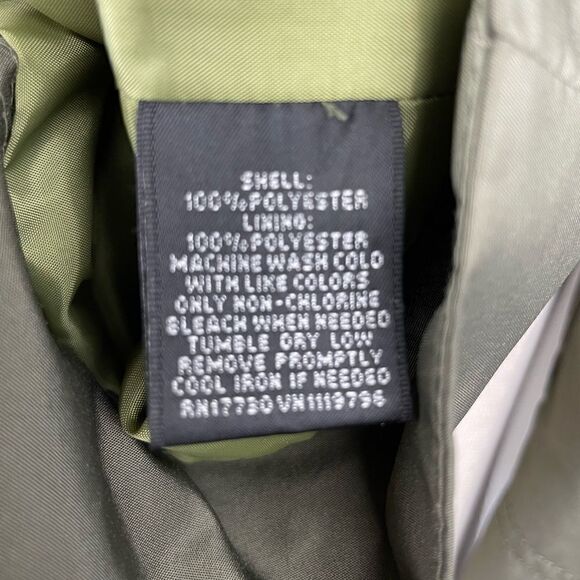 SHELL:
100% POLYESTER
LINING:
100% POLYESTER
MACHINE WASH COLD
WITH LIKE COLORS
ONLY NON-CHLORINE
BLEACH WHEN NEEDED
TUMBLE DRY LOW
REMOVE PROMPTLY
COOL IRON IF NEEDED
RN17730 VN1113796